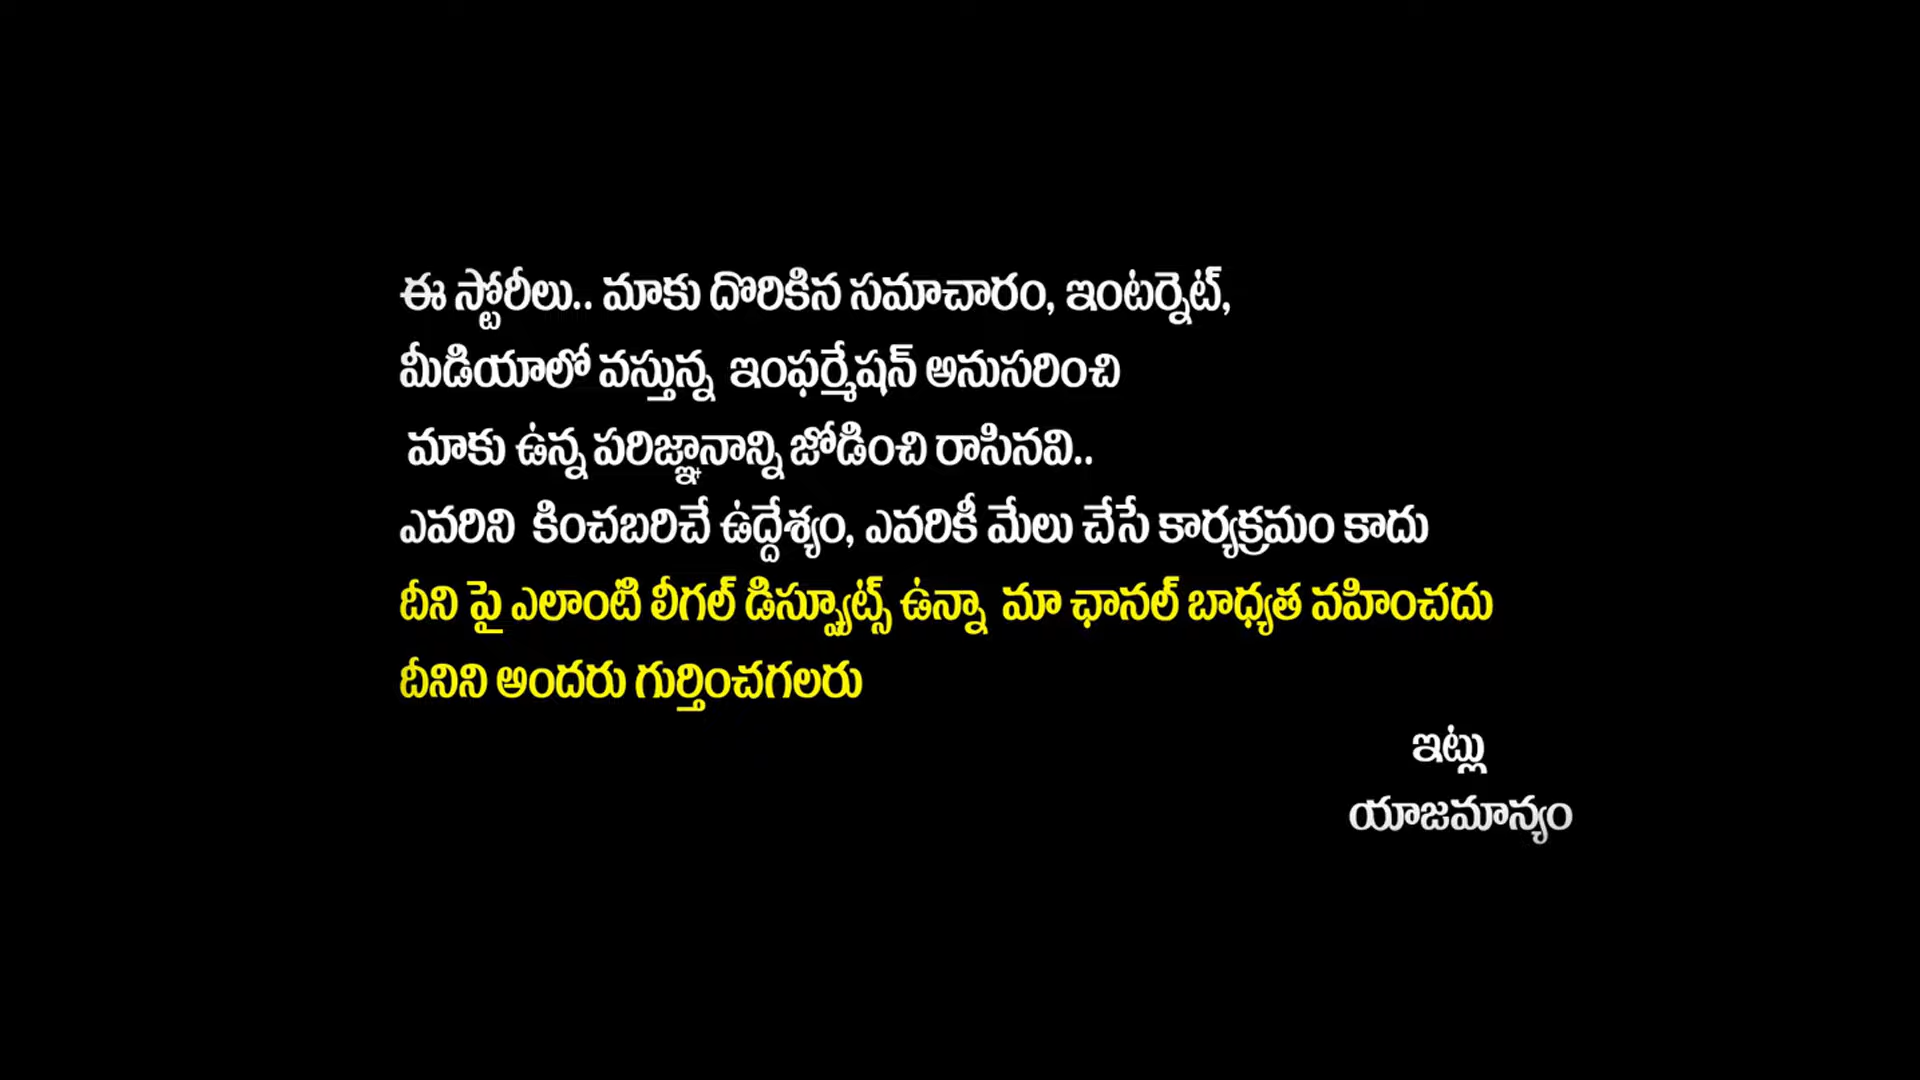 ఈ స్టోరీలు.. మాకు దొరికిన సమాచారం, ఇంటర్నెట్,
మీడియాలో వస్తున్న ఇంఫర్మేషన్ అనుసరించి
మాకు ఉన్న పరిజ్ఞానాన్ని జోడించి రాసినవి..
ఎవరిని కించబరిచే ఉద్దేశ్యం, ఎవరికీ మేలు చేసే కార్యక్రమం కాదు
దీని పై ఎలాంటి లీగల్ డిస్ప్యూట్స్ ఉన్నా మా ఛానల్ బాధ్యత వహించదు
దీనిని అందరు గుర్తించగలరు
ఇట్లు
యాజమాన్యం